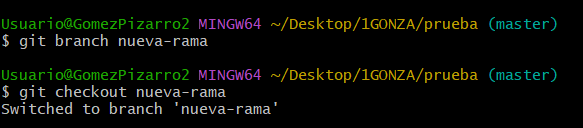 Usuario@GomezPizarro2 MINGW64 ~/Desktop/1GONZA/prueba (master)
$ git branch nueva-rama
Usuario@GomezPizarro2 MINGW64 ~/Desktop/1GONZA/prueba (master)
$ git checkout nueva-rama
Switched to branch 'nueva-rama'